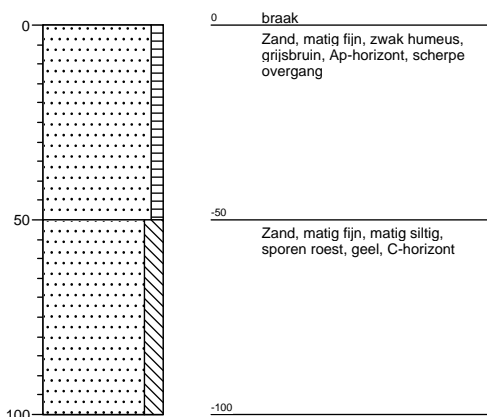 0
0
braak
Zand, matig fijn, zwak humeus,
grijsbruin, Ap-horizont, scherpe
overgang
50
-50
Zand, matig fijn, matig siltig,
sporen roest, geel, C-horizont
100
-100